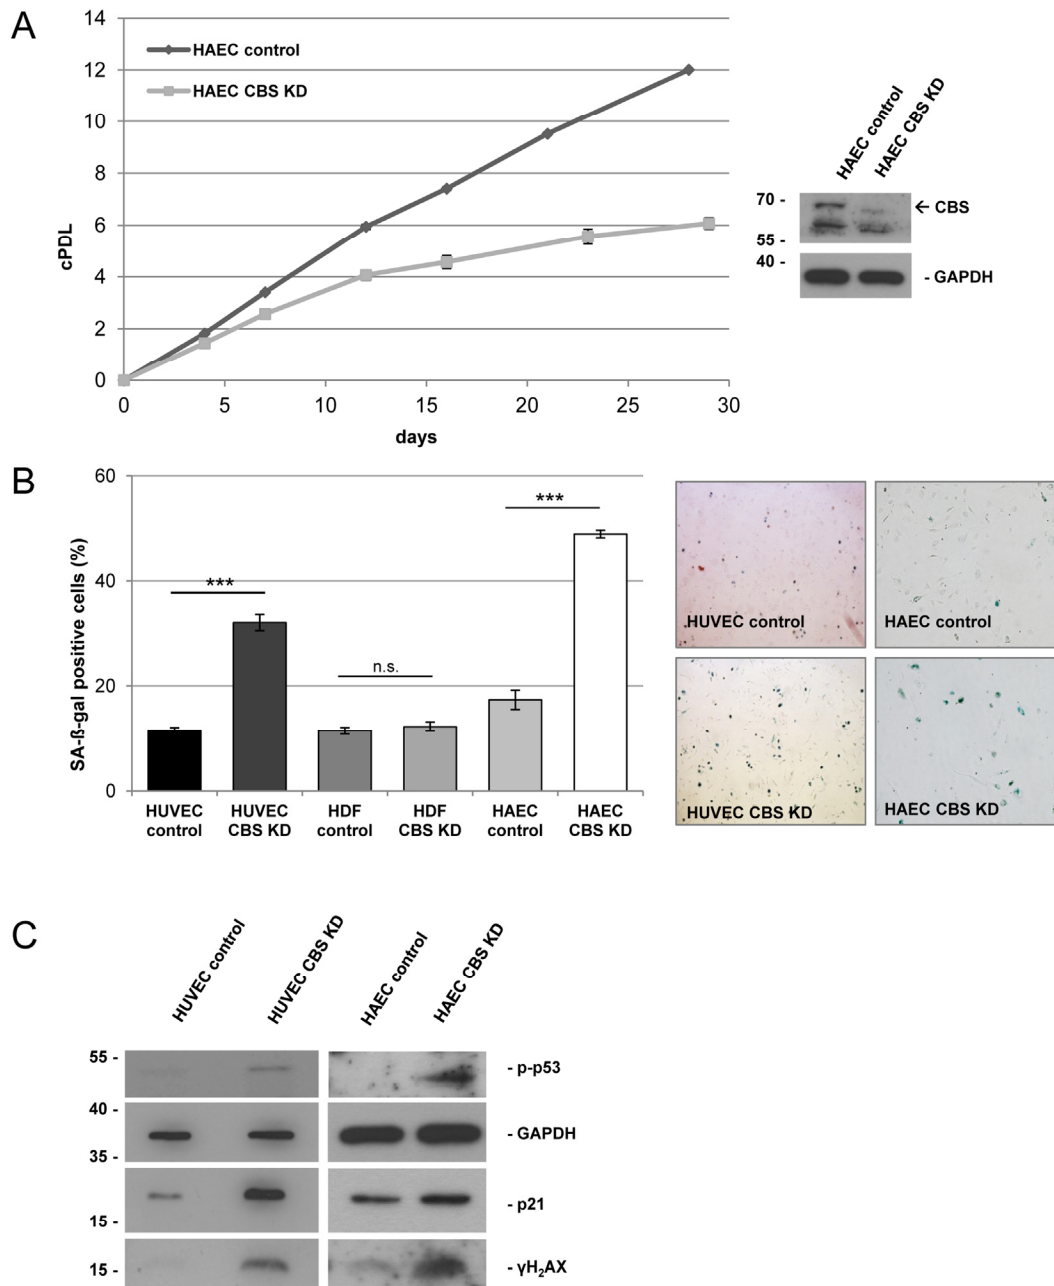 A
14
12
10
8
6
4
2
0
cPDL
HAEC control
HAEC CBS KD
0 5 10 15 20 25 30
days
HAEC control
HAEC CBS KD
70 -
55 -
40 -
← CBS
- GAPDH
B
60
40
20
0
SA-ß-gal positive cells (%)
***
n.s.
***
HUVEC control
HUVEC CBS KD
HDF control
HDF CBS KD
HAEC control
HAEC CBS KD
HUVEC control
HAEC control
HUVEC CBS KD
HAEC CBS KD
C
HUVEC control
HUVEC CBS KD
HAEC control
HAEC CBS KD
55 -
- p-p53
40 -
- GAPDH
35 -
- p21
15 -
15 -
- γH₂AX